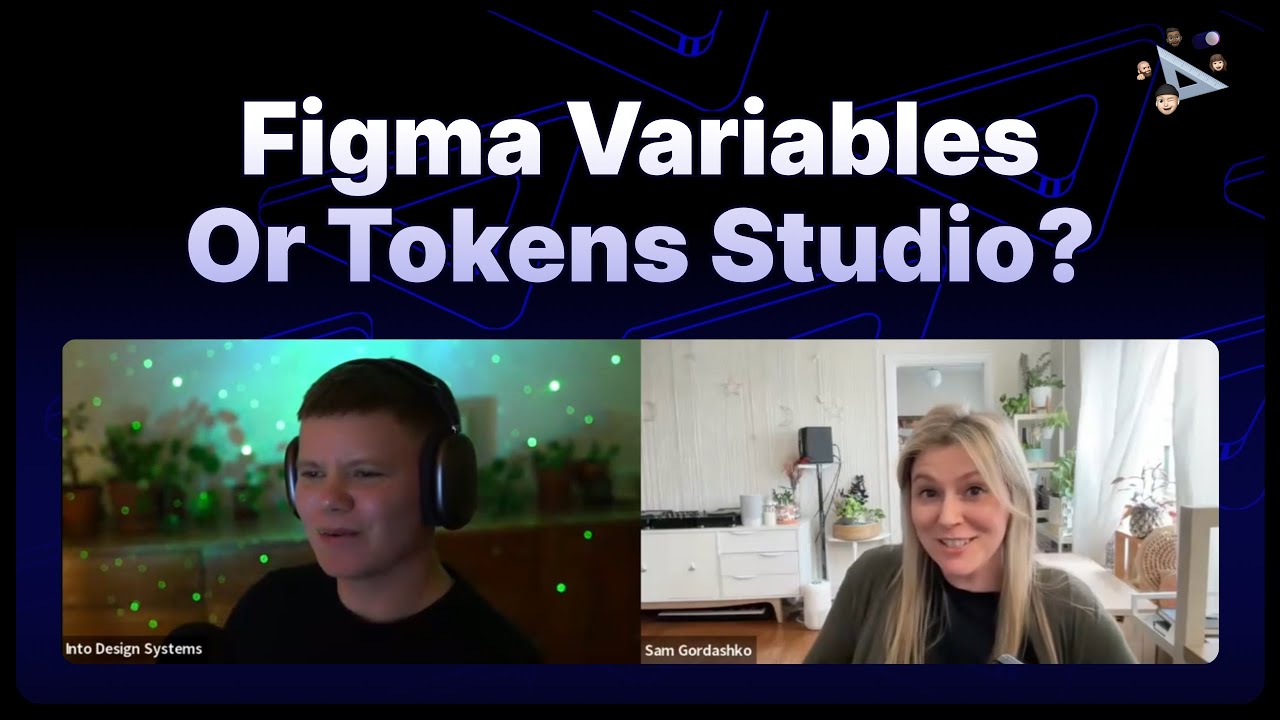 Figma Variables
Or Tokens Studio?
Into Design Systems
Sam Gordashko